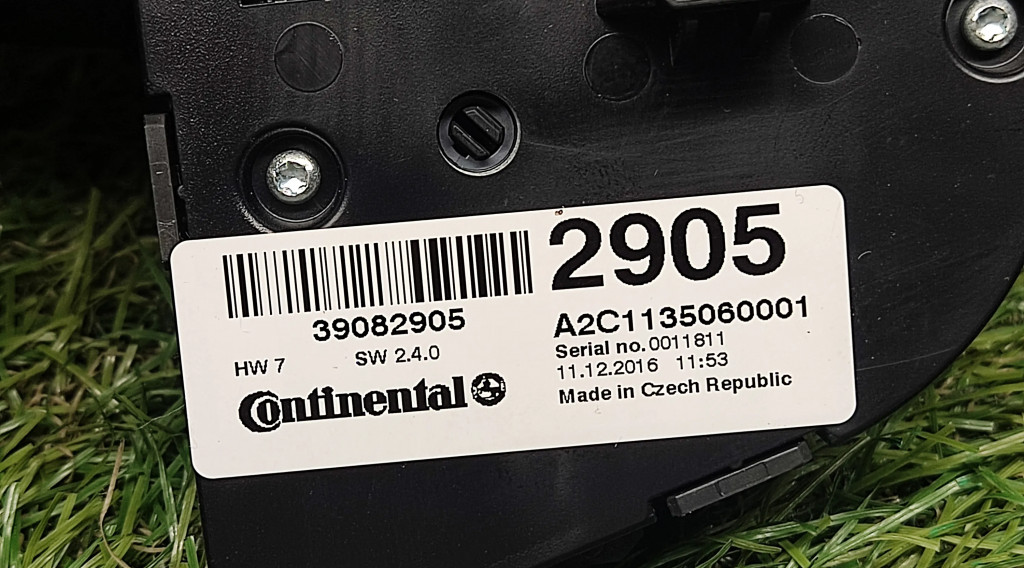 39082905
HW 7 SW 2.4.0
Continental
2905
A2C1135060001
Serial no.0011811
11.12.2016 11:53
Made in Czech Republic